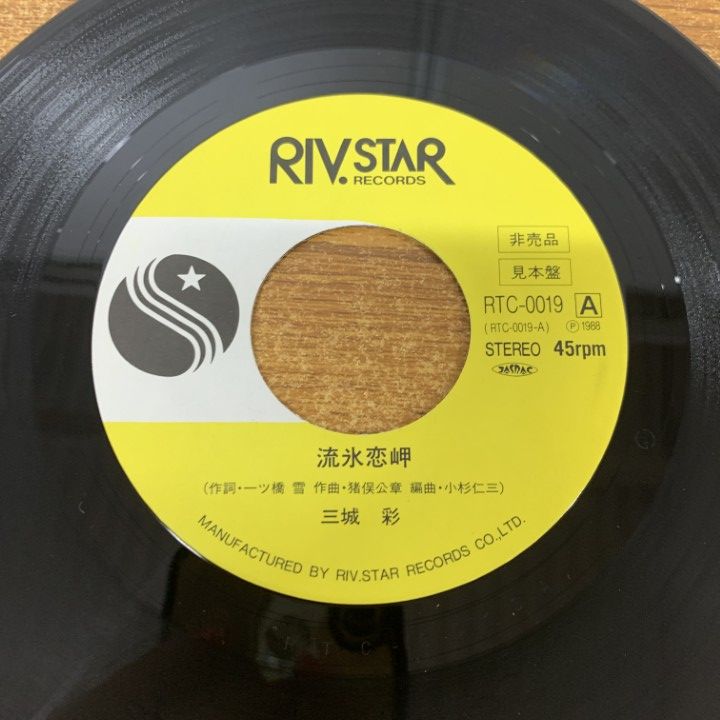 RIV.STAR
RECORDS
非売品
見本盤
RTC-0019 A
(RTC-0019-A) Ⓟ1988
STEREO 45rpm
JASRAC
流氷恋岬
(作詞・一ツ橋 雪 作曲・猪俣公章 編曲・小杉仁三)
三城 彩
MANUFACTURED BY RIV.STAR RECORDS CO.,LTD.